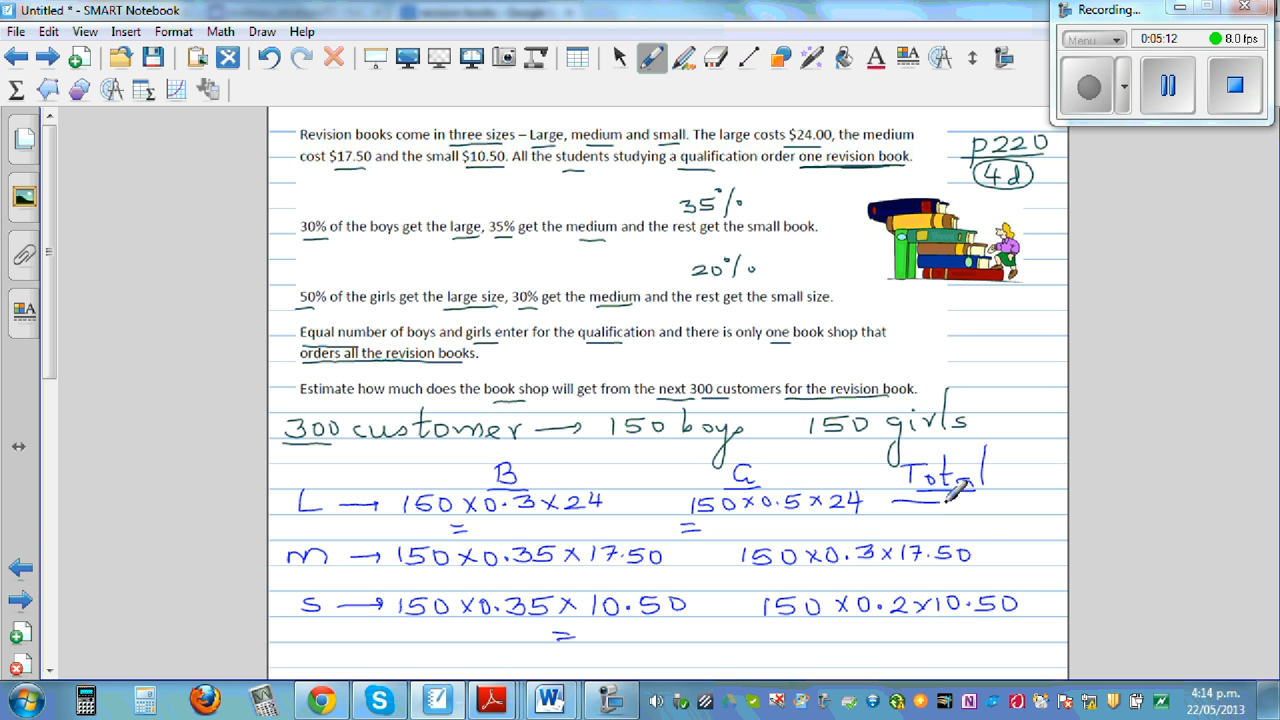 Untitled * - SMART Notebook
File Edit View Insert Format Math Draw Help
Recording...
Menu 0:05:12 8.0 fps
Revision books come in three sizes – Large, medium and small. The large costs $24.00, the medium
cost $17.50 and the small $10.50. All the students studying a qualification order one revision book.
p220
4d
35%
30% of the boys get the large, 35% get the medium and the rest get the small book.
20%
50% of the girls get the large size, 30% get the medium and the rest get the small size.
Equal number of boys and girls enter for the qualification and there is only one book shop that
orders all the revision books.
Estimate how much does the book shop will get from the next 300 customers for the revision book.
300 customer → 150 boys 150 girls
B G Total
L → 150 × 0.3 × 24 150 × 0.5 × 24
= =
m → 150 × 0.35 × 17.50 150 × 0.3 × 17.50
S → 150 × 0.35 × 10.50 150 × 0.2 × 10.50
=
4:14 p.m.
22/05/2013